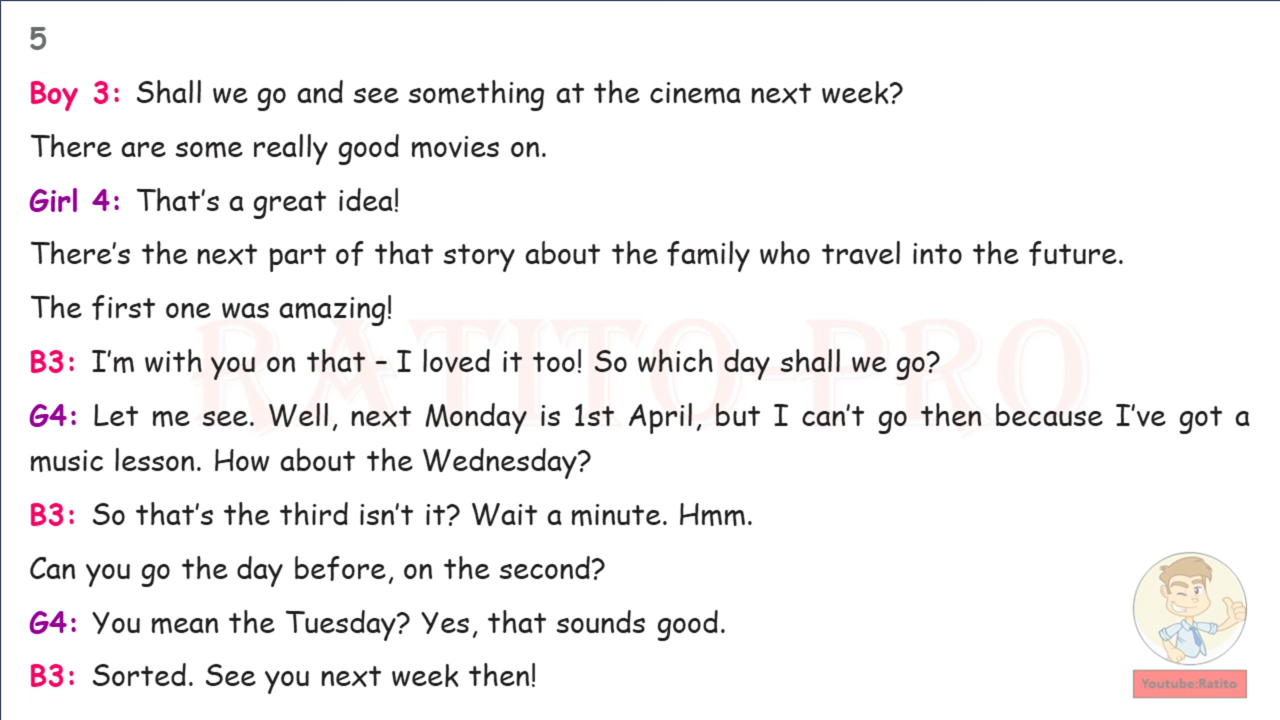 5
Boy 3: Shall we go and see something at the cinema next week?
There are some really good movies on.
Girl 4: That's a great idea!
There's the next part of that story about the family who travel into the future.
The first one was amazing!
RATITO-PRO
B3: I'm with you on that – I loved it too! So which day shall we go?
G4: Let me see. Well, next Monday is 1st April, but I can't go then because I've got a
music lesson. How about the Wednesday?
B3: So that's the third isn't it? Wait a minute. Hmm.
Can you go the day before, on the second?
G4: You mean the Tuesday? Yes, that sounds good.
B3: Sorted. See you next week then!
Youtube:Ratito